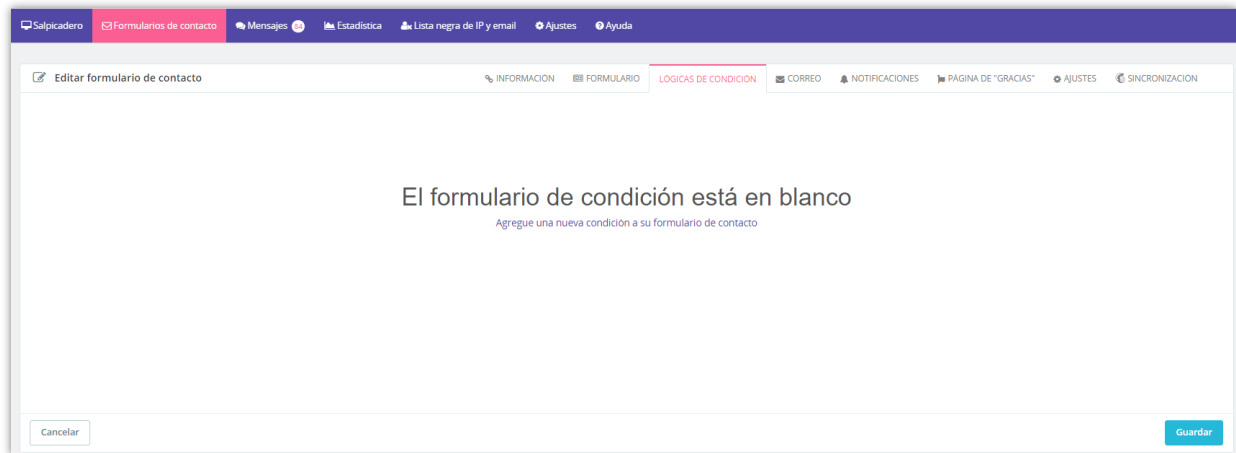 Salpicadero Formularios de contacto Mensajes 84 Estadística Lista negra de IP y email Ajustes Ayuda
Editar formulario de contacto INFORMACIÓN FORMULARIO LÓGICAS DE CONDICIÓN CORREO NOTIFICACIONES PÁGINA DE "GRACIAS" AJUSTES SINCRONIZACIÓN
El formulario de condición está en blanco
Agregue una nueva condición a su formulario de contacto
Cancelar Guardar